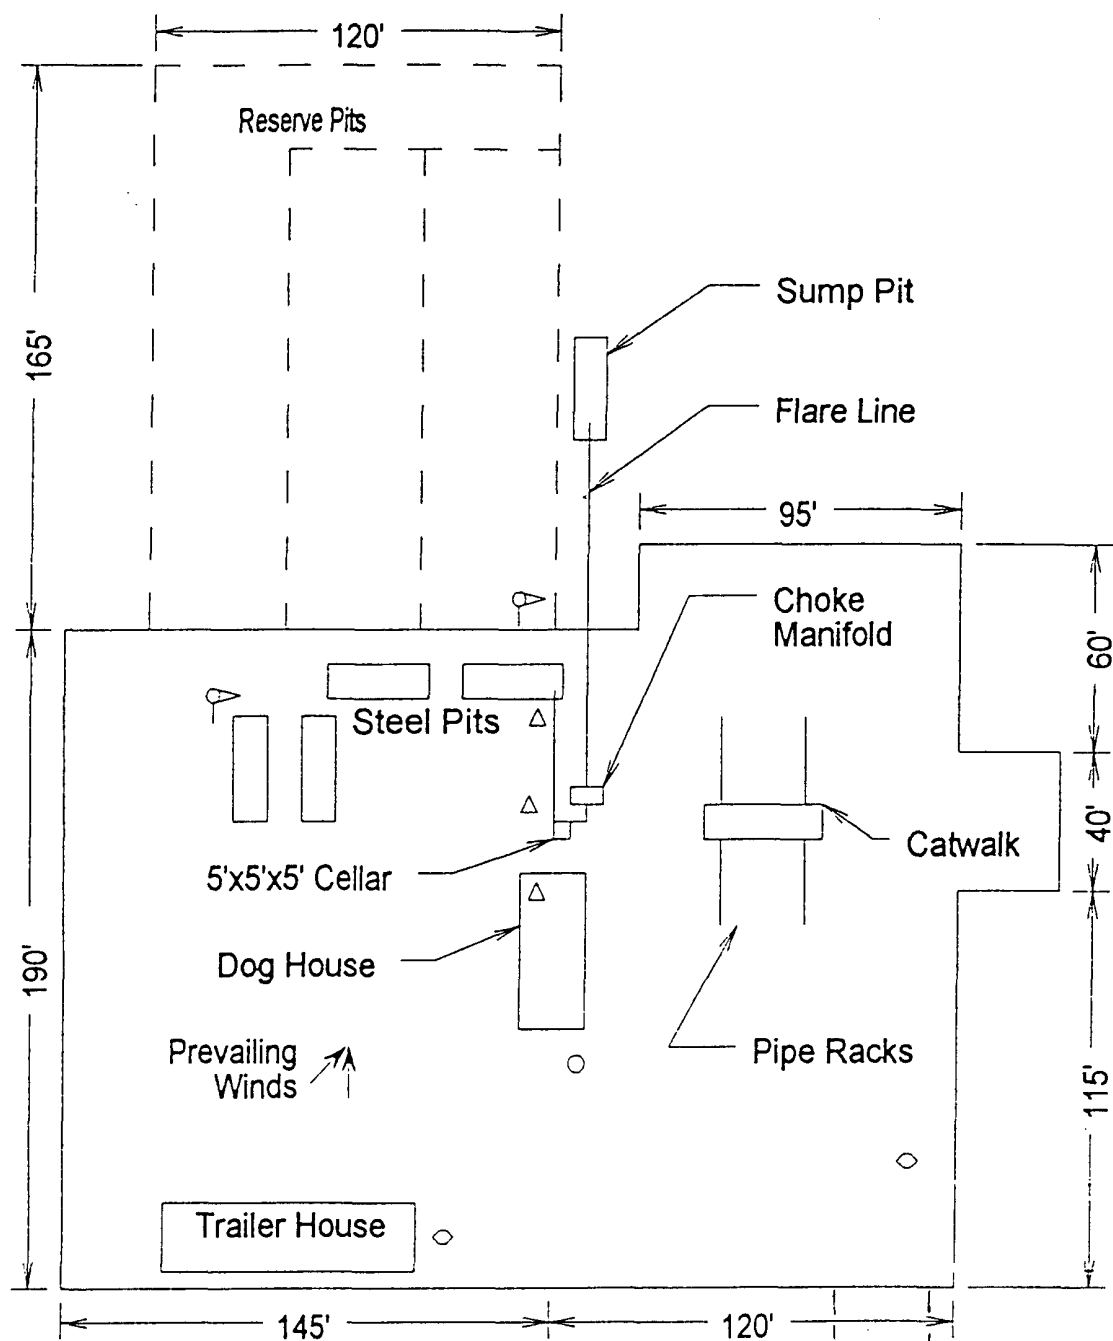 120'
Reserve Pits
165'
Sump Pit
Flare Line
95'
Choke
Manifold
60'
Steel Pits
40'
Catwalk
5'x5'x5' Cellar
190'
Dog House
Prevailing
Winds
Pipe Racks
115'
Trailer House
145'
120'